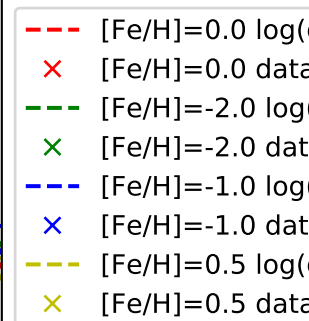 [Fe/H]=0.0 log(
[Fe/H]=0.0 data
[Fe/H]=-2.0 log(
[Fe/H]=-2.0 dat
[Fe/H]=-1.0 log(
[Fe/H]=-1.0 dat
[Fe/H]=0.5 log(
[Fe/H]=0.5 data